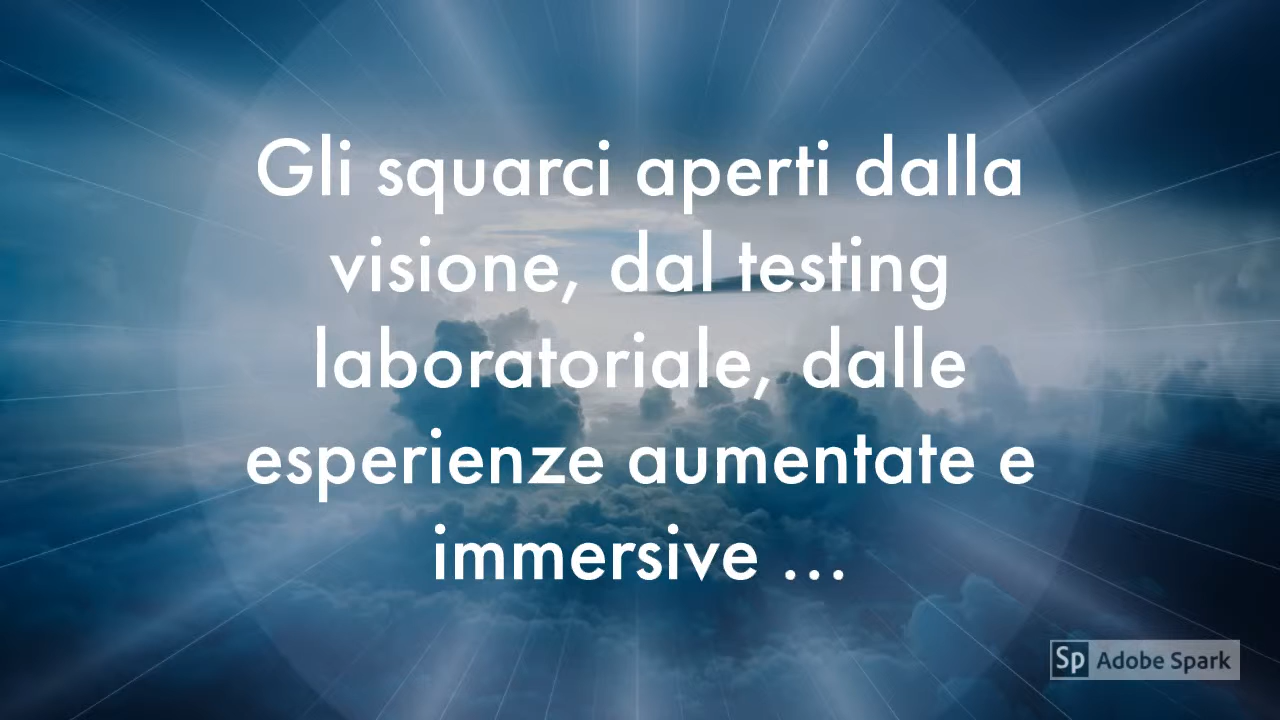 Gli squarci aperti dalla
visione, dal testing
laboratoriale, dalle
esperienze aumentate e
immersive ...
Sp Adobe Spark